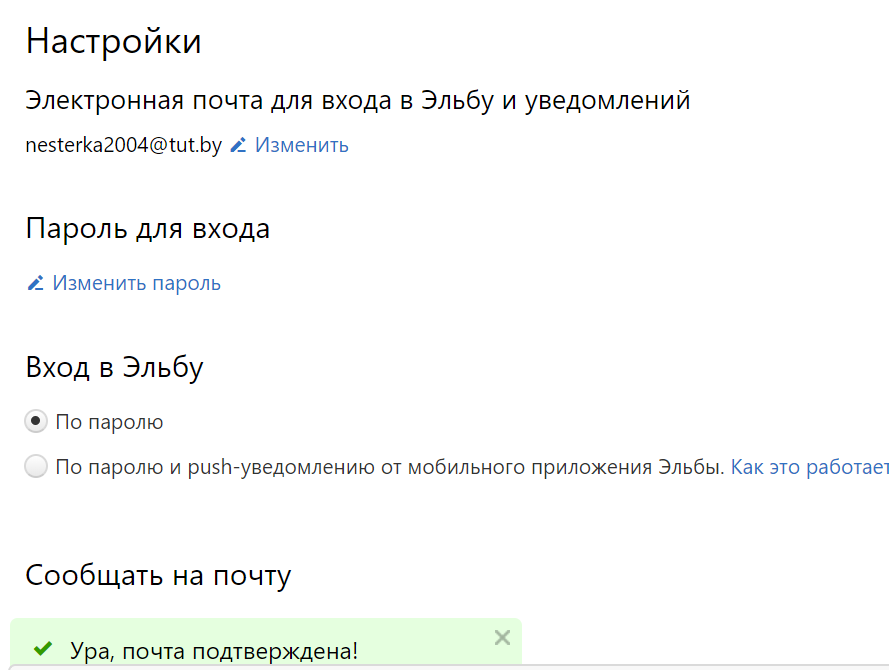 Настройки
Электронная почта для входа в Эльбу и уведомлений
nesterka2004@tut.by Изменить
Пароль для входа
Изменить пароль
Вход в Эльбу
По паролю
По паролю и push-уведомлению от мобильного приложения Эльбы. Как это работает
Сообщать на почту
Ура, почта подтверждена!